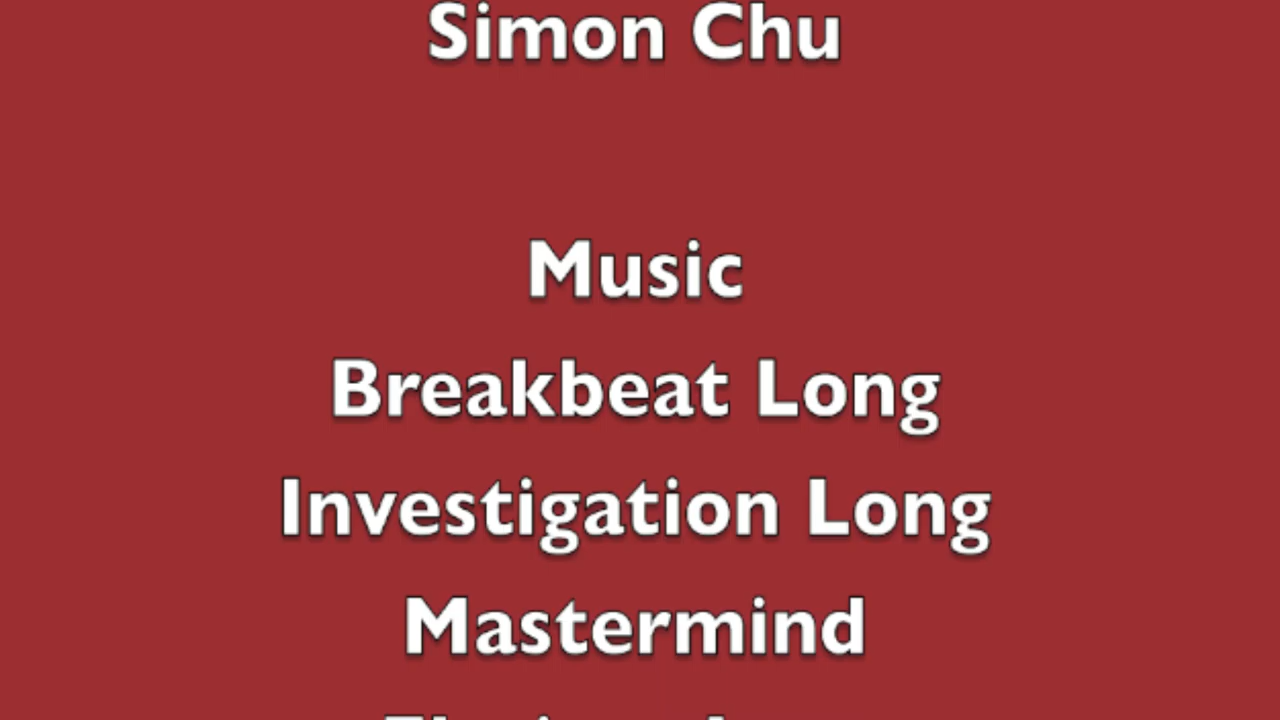 Simon Chu
Music
Breakbeat Long
Investigation Long
Mastermind